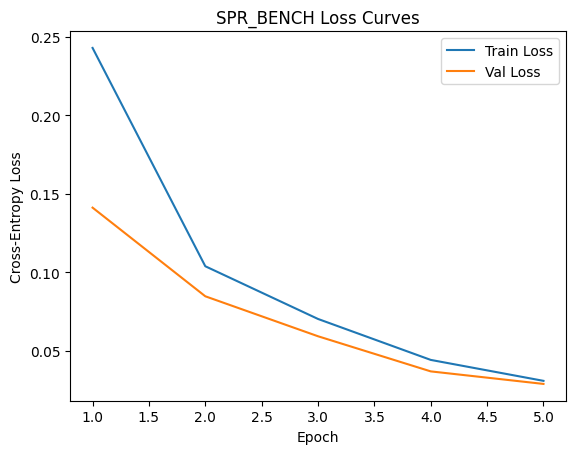 SPR_BENCH Loss Curves
Train Loss
Val Loss
Cross-Entropy Loss
0.25
0.20
0.15
0.10
0.05
1.0 1.5 2.0 2.5 3.0 3.5 4.0 4.5 5.0
Epoch